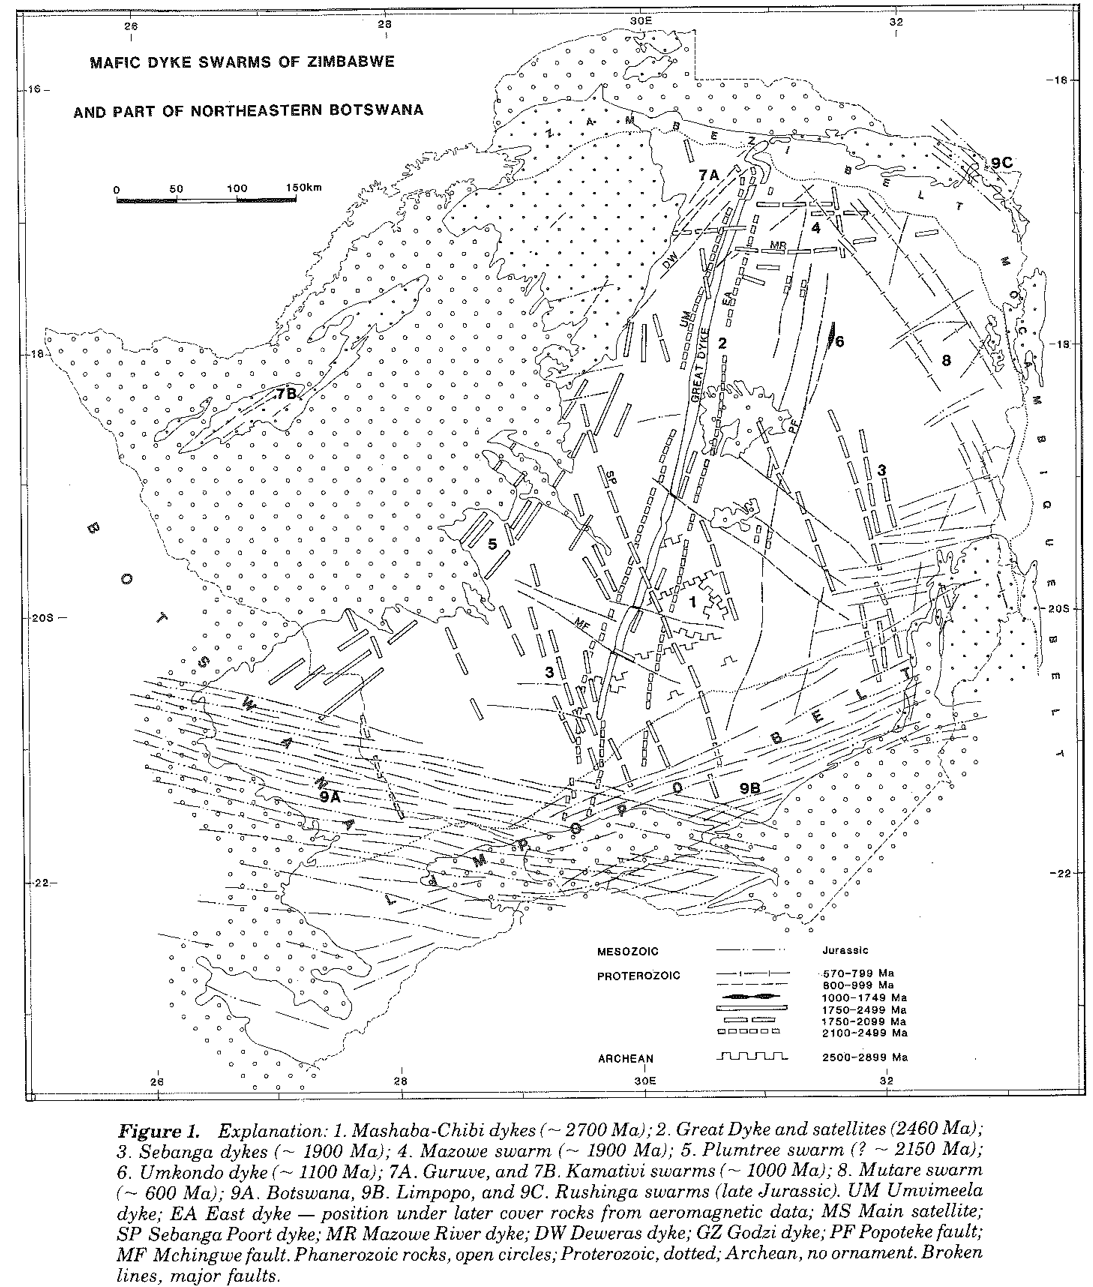 26
28
30E
32
MAFIC DYKE SWARMS OF ZIMBABWE
AND PART OF NORTHEASTERN BOTSWANA
16
18
0 50 100 150km
ZAMBEZI BELT
9C
7A
4
MR
DW
UM
EA
GREAT DYKE
2
6
8
MOCAMBIQUE BELT
18
18
7B
PF
SP
3
5
1
MF
3
20S
20S
BOTSWANA
9A
LIMPOPO BELT
9B
22
22
MESOZOIC Jurassic
PROTEROZOIC 570-799 Ma
800-999 Ma
1000-1749 Ma
1750-2499 Ma
1750-2099 Ma
2100-2499 Ma
ARCHEAN 2500-2899 Ma
26
28
30E
32
Figure 1. Explanation: 1. Mashaba-Chibi dykes (~ 2700 Ma); 2. Great Dyke and satellites (2460 Ma);
3. Sebanga dykes (~ 1900 Ma); 4. Mazowe swarm (~ 1900 Ma); 5. Plumtree swarm (? ~ 2150 Ma);
6. Umkondo dyke (~ 1100 Ma); 7A. Guruve, and 7B. Kamativi swarms (~ 1000 Ma); 8. Mutare swarm
(~ 600 Ma); 9A. Botswana, 9B. Limpopo, and 9C. Rushinga swarms (late Jurassic). UM Umvimeela
dyke; EA East dyke — position under later cover rocks from aeromagnetic data; MS Main satellite;
SP Sebanga Poort dyke; MR Mazowe River dyke; DW Deweras dyke; GZ Godzi dyke; PF Popoteke fault;
MF Mchingwe fault. Phanerozoic rocks, open circles; Proterozoic, dotted; Archean, no ornament. Broken
lines, major faults.